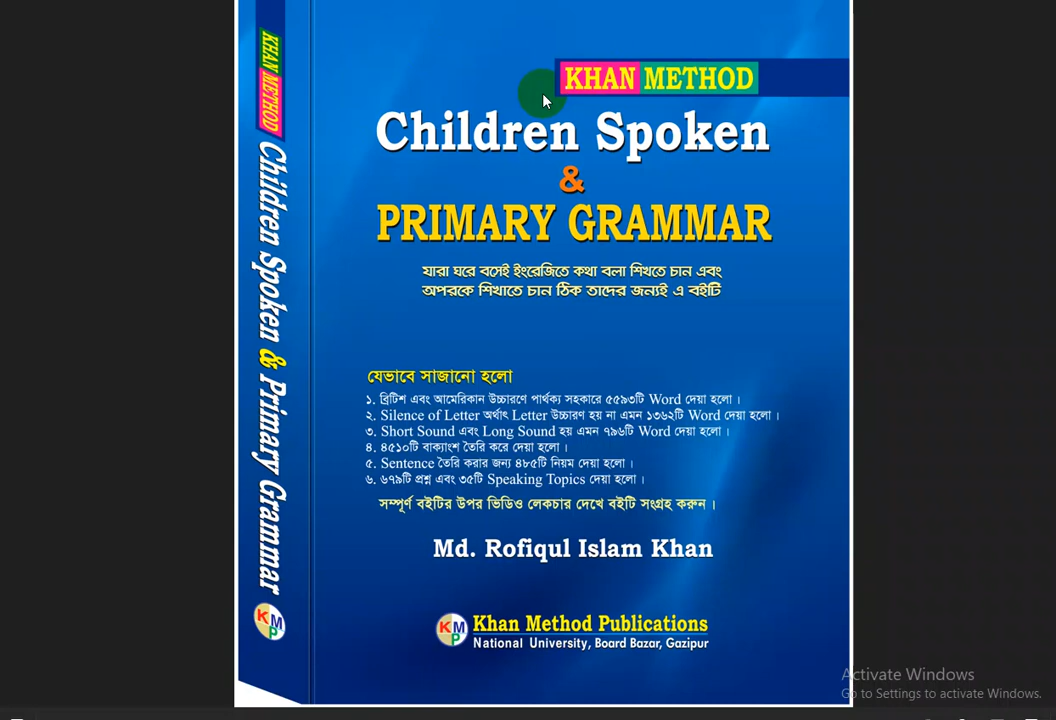 KHAN METHOD
Children Spoken & Primary Grammar
KMP
KHAN METHOD
Children Spoken
&
PRIMARY GRAMMAR
যারা ঘরে বসেই ইংরেজিতে কথা বলা শিখতে চান এবং
অপরকে শিখাতে চান ঠিক তাদের জন্যই এ বইটি
যেভাবে সাজানো হলো
১. ব্রিটিশ এবং আমেরিকান উচ্চারণে পার্থক্য সহকারে ৫৫৯৩টি Word দেয়া হলো।
২. Silence of Letter অর্থাৎ Letter উচ্চারণ হয় না এমন ১৩৬২টি Word দেয়া হলো।
৩. Short Sound এবং Long Sound হয় এমন ৭৯৬টি Word দেয়া হলো।
৪. ৪৫১০টি বাক্যাংশ তৈরি করে দেয়া হলো।
৫. Sentence তৈরি করার জন্য ৪৮৫টি নিয়ম দেয়া হলো।
৬. ৬৭৯টি প্রশ্ন এবং ৩৫টি Speaking Topics দেয়া হলো।
সম্পূর্ণ বইটির উপর ভিডিও লেকচার দেখে বইটি সংগ্রহ করুন।
Md. Rofiqul Islam Khan
KMP Khan Method Publications
National University, Board Bazar, Gazipur
Activate Windows
Go to Settings to activate Windows.